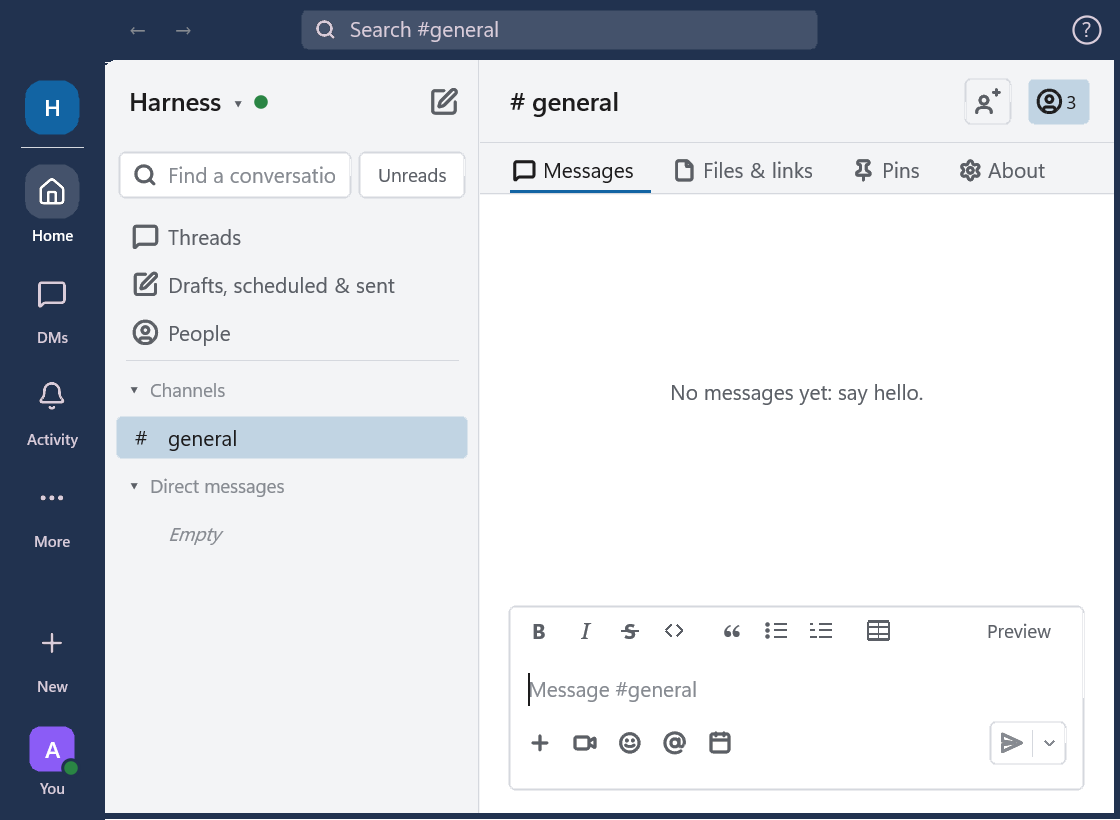 Search #general
?
H
Home
DMs
Activity
More
New
A
You
Harness
Find a conversatio
Unreads
Threads
Drafts, scheduled & sent
People
Channels
# general
Direct messages
Empty
# general
3
Messages
Files & links
Pins
About
No messages yet: say hello.
B I S
Preview
Message #general